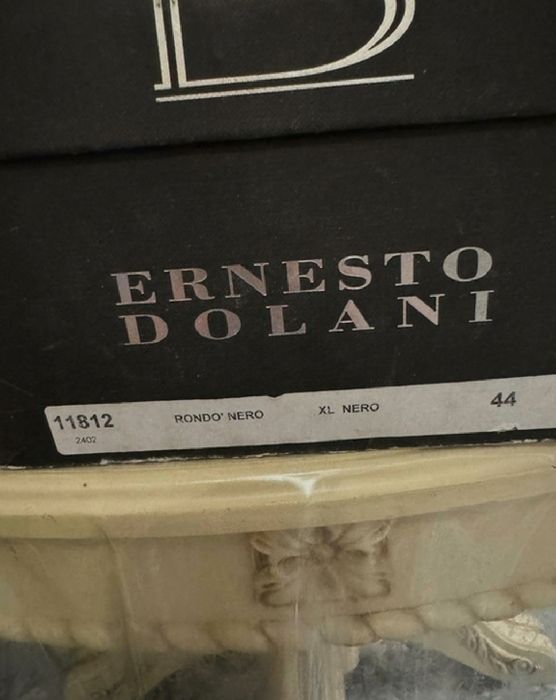 D
ERNESTO
DOLANI
11812 RONDO' NERO XL NERO 44
2402